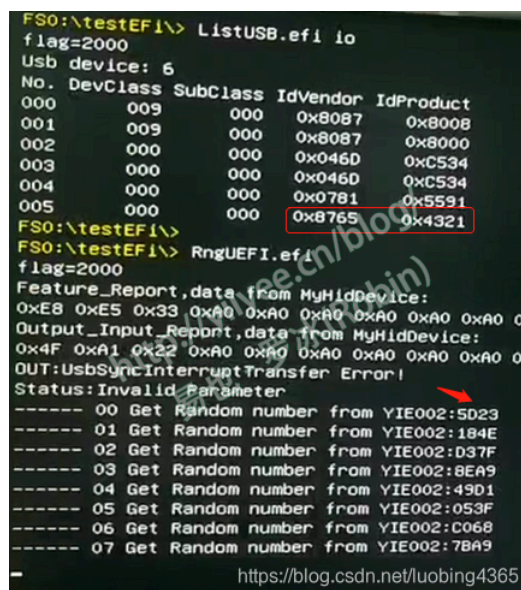 FS0:\testEFi\> ListUSB.efi io
flag=2000
Usb device: 6
No. DevClass SubClass IdVendor IdProduct
000 009 000 0x8087 0x8008
001 009 000 0x8087 0x8000
002 000 000 0x046D 0xC534
003 000 000 0x046D 0xC534
004 000 000 0x0781 0x5591
005 000 000 0x8765 0x4321
FS0:\testEFi\>
FS0:\testEFi\> RngUEFI.efi
flag=2000
Feature_Report,data from MyHidDevice:
0xE8 0xE5 0x33 0xA0 0xA0 0xA0 0xA0 0xA0 0xA0 0
Output_Input_Report,data from MyHidDevice:
0x4F 0xA1 0x22 0xA0 0xA0 0xA0 0xA0 0xA0 0xA0 0
OUT:UsbSyncInterruptTransfer Error!
Status:Invalid Parameter
------ 00 Get Random number from YIE002:5D23
------ 01 Get Random number from YIE002:184E
------ 02 Get Random number from YIE002:D37F
------ 03 Get Random number from YIE002:8EA9
------ 04 Get Random number from YIE002:49D1
------ 05 Get Random number from YIE002:053F
------ 06 Get Random number from YIE002:C068
------ 07 Get Random number from YIE002:7BA9
https://blog.csdn.net/luobing4365